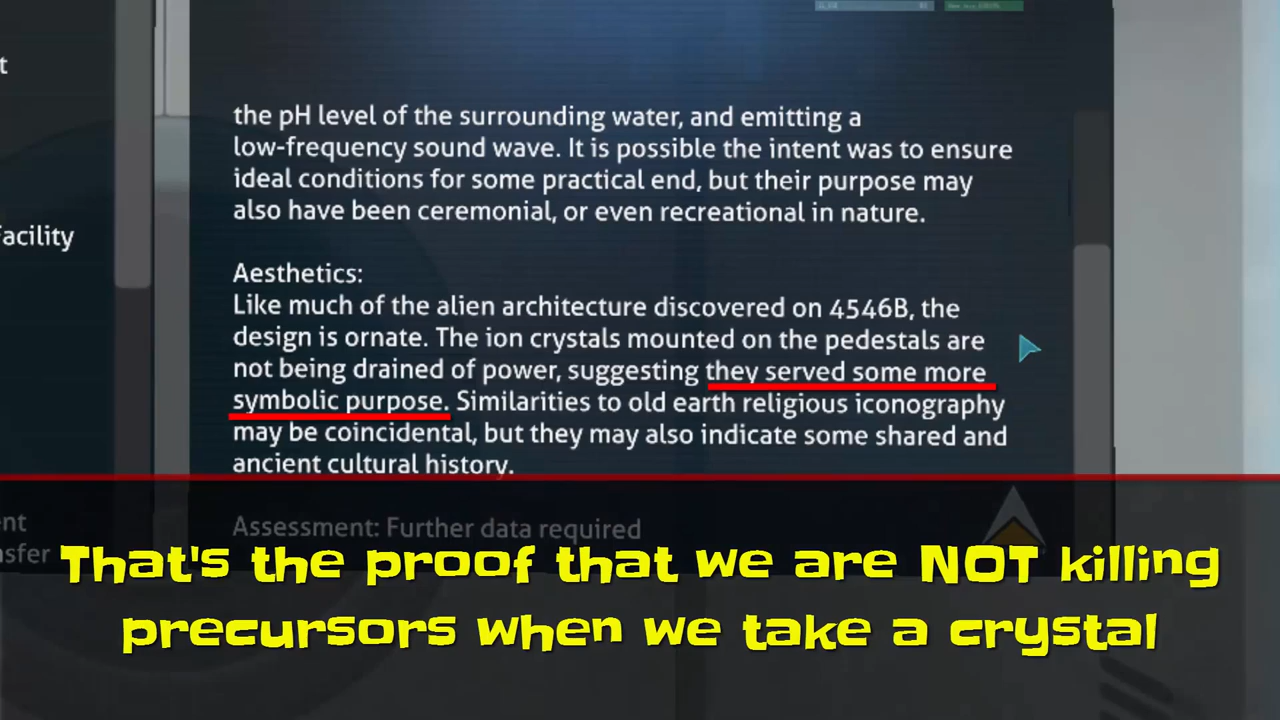 t
the pH level of the surrounding water, and emitting a
low-frequency sound wave. It is possible the intent was to ensure
ideal conditions for some practical end, but their purpose may
also have been ceremonial, or even recreational in nature.
Facility
Aesthetics:
Like much of the alien architecture discovered on 4546B, the
design is ornate. The ion crystals mounted on the pedestals are
not being drained of power, suggesting they served some more
symbolic purpose. Similarities to old earth religious iconography
may be coincidental, but they may also indicate some shared and
ancient cultural history.
nt
Assessment: Further data required
nsfer
That's the proof that we are NOT killing
precursors when we take a crystal